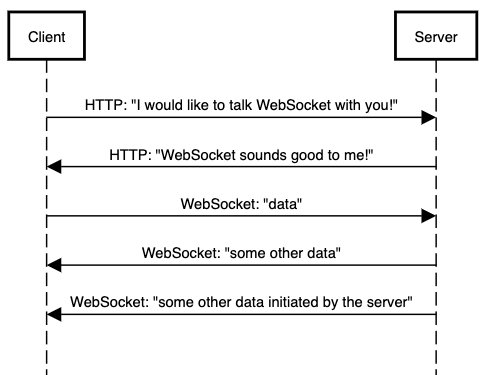 Client
Server
HTTP: "I would like to talk WebSocket with you!"
HTTP: "WebSocket sounds good to me!"
WebSocket: "data"
WebSocket: "some other data"
WebSocket: "some other data initiated by the server"